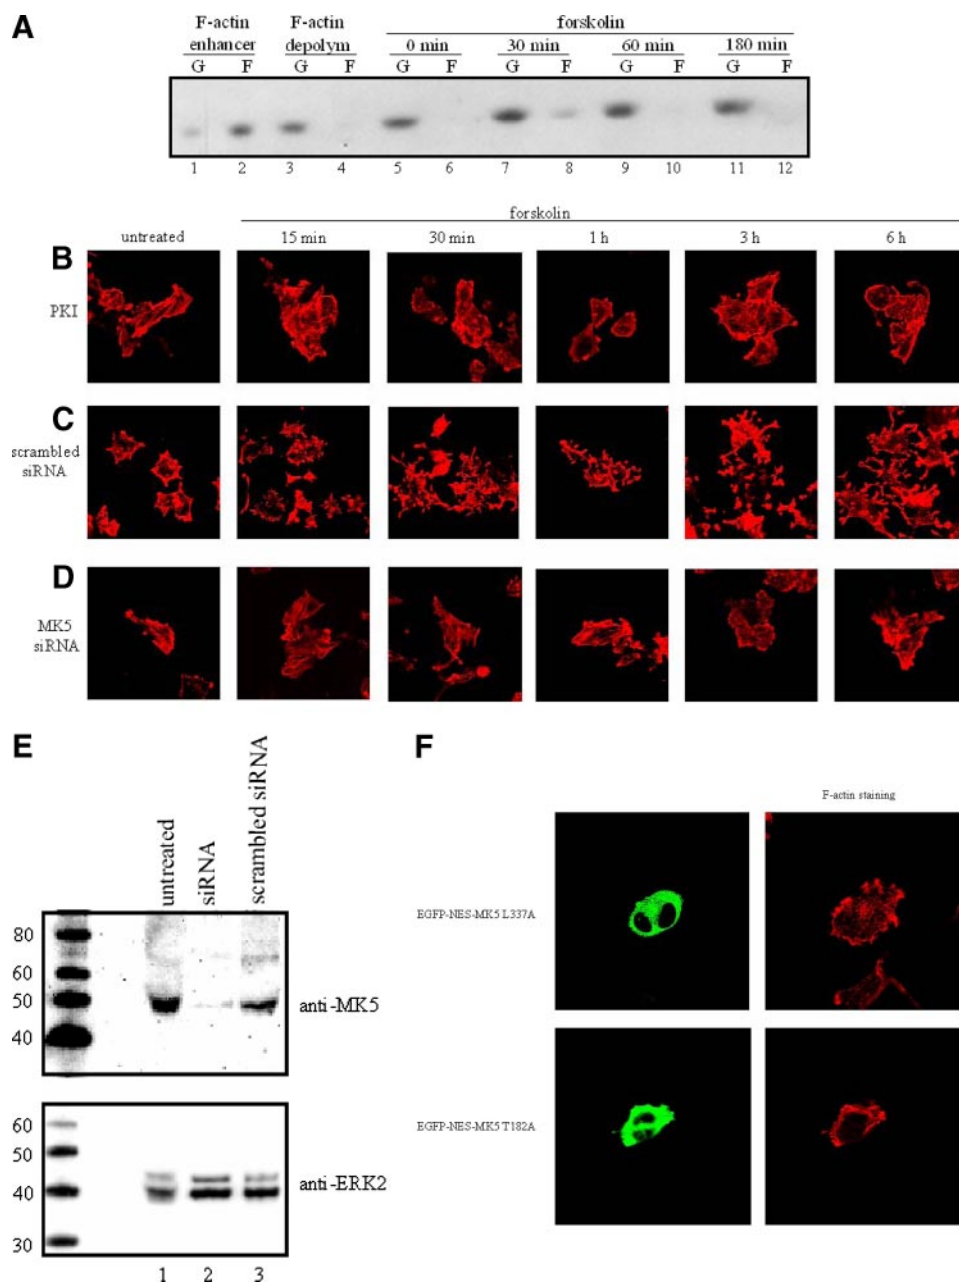 A
F-actin enhancer F-actin depolym forskolin
0 min 30 min 60 min 180 min
G F G F G F G F G F G F
1 2 3 4 5 6 7 8 9 10 11 12
forskolin
untreated 15 min 30 min 1 h 3 h 6 h
B
PKI
C
scrambled
siRNA
D
MK5
siRNA
E
untreated
siRNA
scrambled siRNA
80
60
50
40
anti-MK5
60
50
40
30
anti-ERK2
1 2 3
F
F-actin staining
EGFP-NES-MK5 L337A
EGFP-NES-MK5 T182A